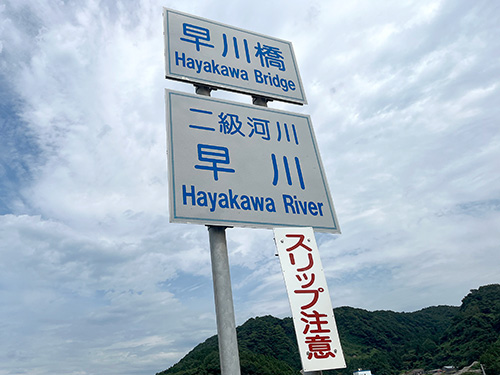 早川橋
Hayakawa Bridge
二級河川
早川
Hayakawa River
スリップ注意